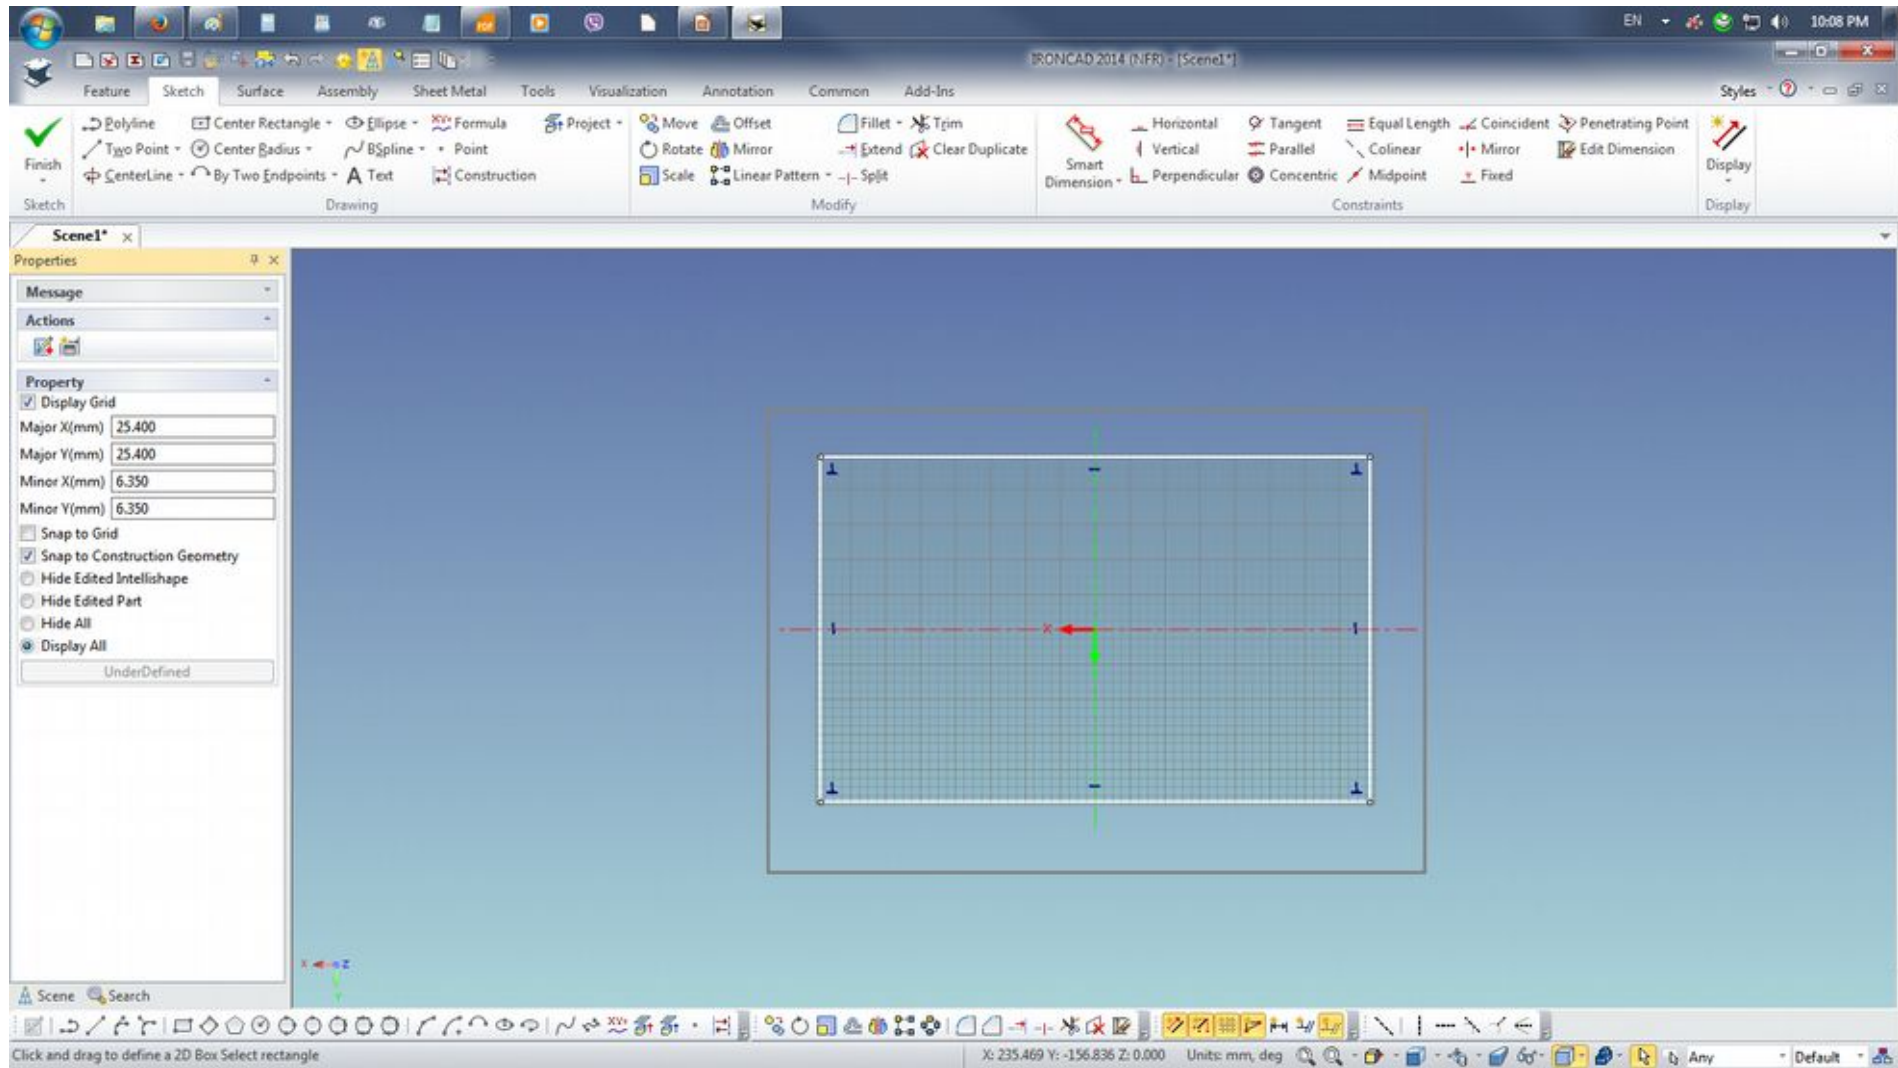 EN 10:08 PM
IRONCAD 2014 (NFR) - [Scene1*]
Feature Sketch Surface Assembly Sheet Metal Tools Visualization Annotation Common Add-Ins Styles
Polyline Center Rectangle Ellipse Formula Project Move Offset Fillet Trim Horizontal Tangent Equal Length Coincident Penetrating Point
Two Point Center Radius BSpline Point Rotate Mirror Extend Clear Duplicate Vertical Parallel Colinear Mirror Edit Dimension
Finish Smart Dimension Display
CenterLine By Two Endpoints A Text Construction Scale Linear Pattern Split Perpendicular Concentric Midpoint Fixed
Sketch Drawing Modify Constraints Display
Scene1*
Properties
Message
Actions
Property
Display Grid
Major X(mm) 25.400
Major Y(mm) 25.400
Minor X(mm) 6.350
Minor Y(mm) 6.350
Snap to Grid
Snap to Construction Geometry
Hide Edited Intellishape
Hide Edited Part
Hide All
Display All
UnderDefined
X
X Z
Y
Scene Search
Click and drag to define a 2D Box Select rectangle X: 235.469 Y: -156.836 Z: 0.000 Units: mm, deg Any Default